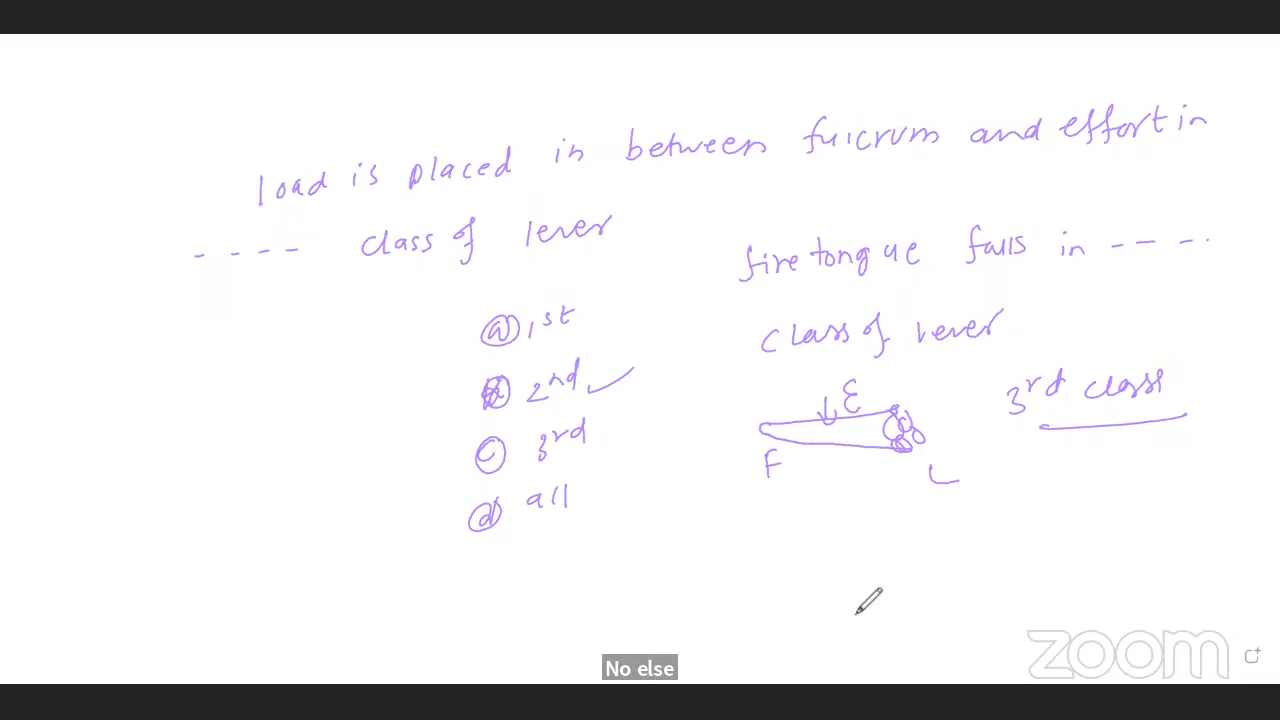 load is placed in between fulcrum and effort in
---- class of lever
(a) 1st
(b) 2nd ✓
(c) 3rd
(d) all
fire tongue falls in ----
class of lever
3rd class
E
F
L
No else
zoom